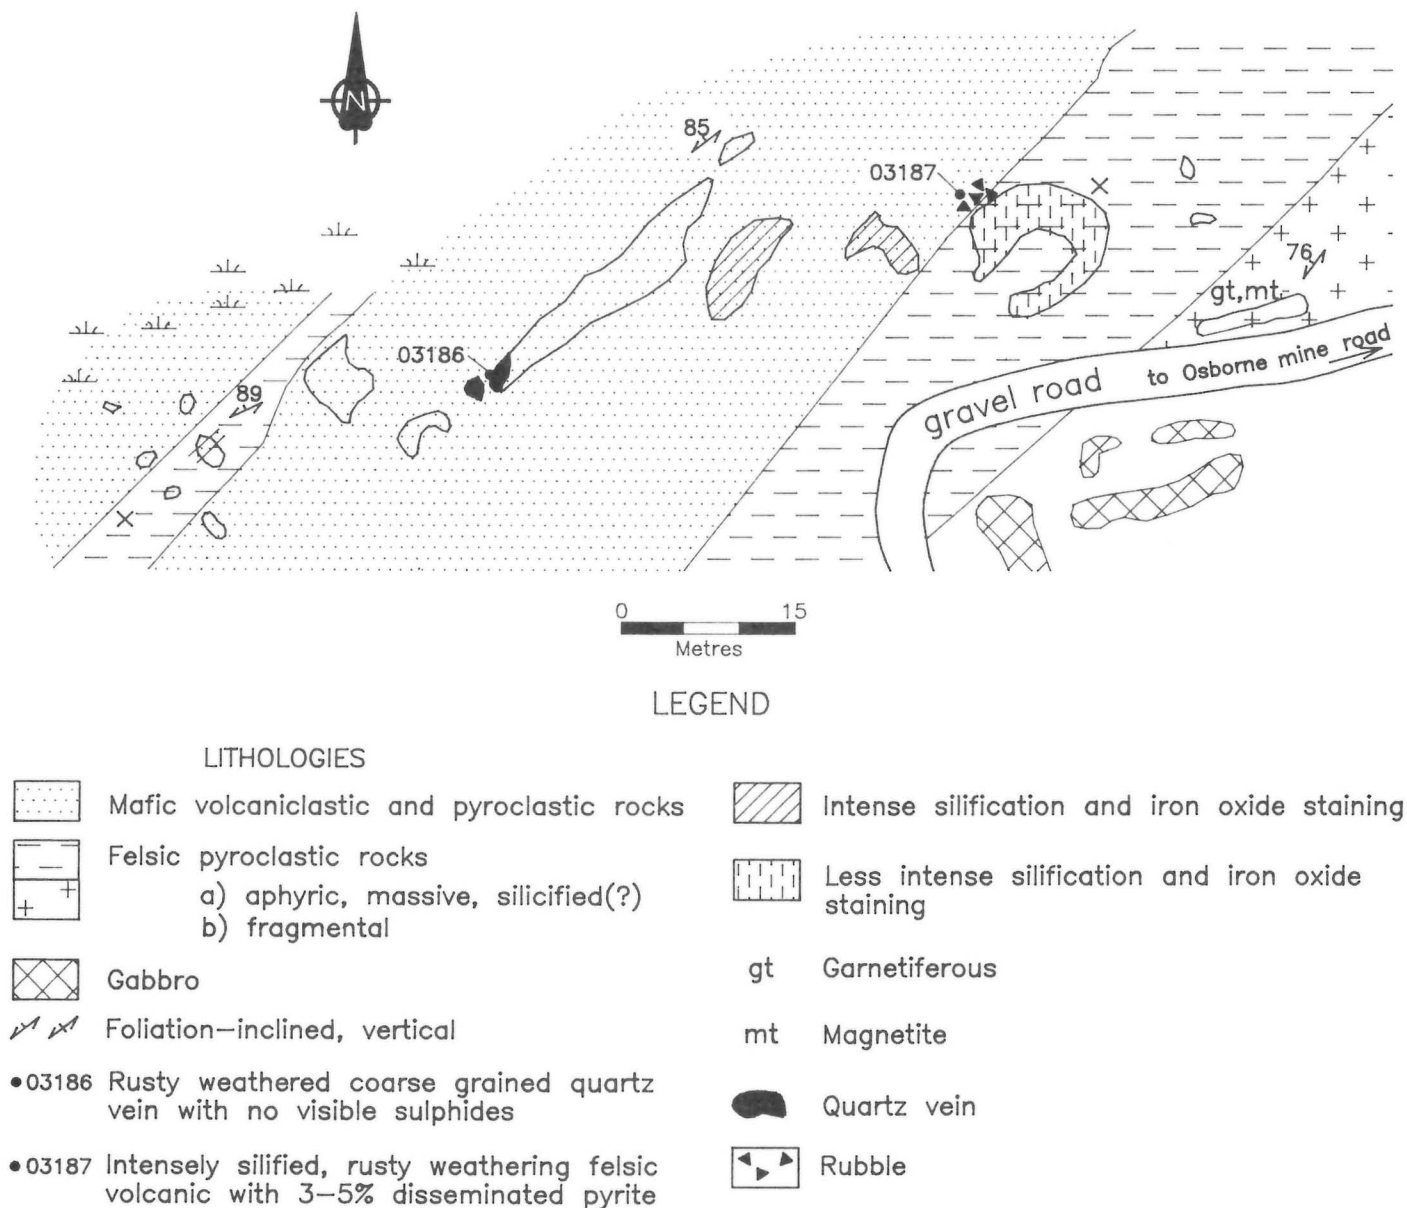 N
85
03187
76
gt,mt
03186
89
gravel road
to Osborne mine road
0 15
Metres
LEGEND
LITHOLOGIES
Mafic volcaniclastic and pyroclastic rocks
Felsic pyroclastic rocks
a) aphyric, massive, silicified(?)
b) fragmental
Gabbro
Foliation-inclined, vertical
03186 Rusty weathered coarse grained quartz
vein with no visible sulphides
03187 Intensely silified, rusty weathering felsic
volcanic with 3-5% disseminated pyrite
Intense silification and iron oxide staining
Less intense silification and iron oxide
staining
gt Garnetiferous
mt Magnetite
Quartz vein
Rubble